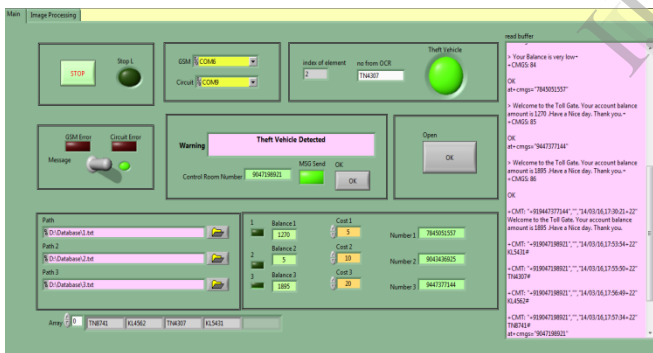 Main
Image Processing
STOP
Stop L
GSM
COM6
Circuit
COM9
index of element
2
no from OCR
TN4307
Theft Vehicle
GSM Error
Circuit Error
Message
Warning
Theft Vehicle Detected
Control Room Number
9047198921
MSG Send
OK
OK
Open
OK
Path
D:\Database\1.txt
Path 2
D:\Database\2.txt
Path 3
D:\Database\3.txt
1
Balance 1
1270
Cost 1
5
Number 1
7845051557
2
Balance 2
5
Cost 2
10
Number 2
9043436925
3
Balance 3
1895
Cost 3
20
Number 3
9447377144
Array
0
TN8741
KL4562
TN4307
KL5431
read buffer
> Your Balance is very low-
+CMGS: 84
OK
at+cmgs="7845051557"
> Welcome to the Toll Gate. Your account balance
amount is 1270 .Have a Nice day. Thank you.-
+CMGS: 85
OK
at+cmgs="9447377144"
> Welcome to the Toll Gate. Your account balance
amount is 1895 .Have a Nice day. Thank you.-
+CMGS: 86
OK
+CMT: "+919447377144","","14/03/16,17:30:21+22"
Welcome to the Toll Gate. Your account balance
amount is 1895 .Have a Nice day. Thank you.
+CMT: "+919047198921","","14/03/16,17:53:54+22"
KL5431#
+CMT: "+919047198921","","14/03/16,17:55:50+22"
TN4307#
+CMT: "+919047198921","","14/03/16,17:56:49+22"
KL4562#
+CMT: "+919047198921","","14/03/16,17:57:34+22"
TN8741#
at+cmgs="9047198921"